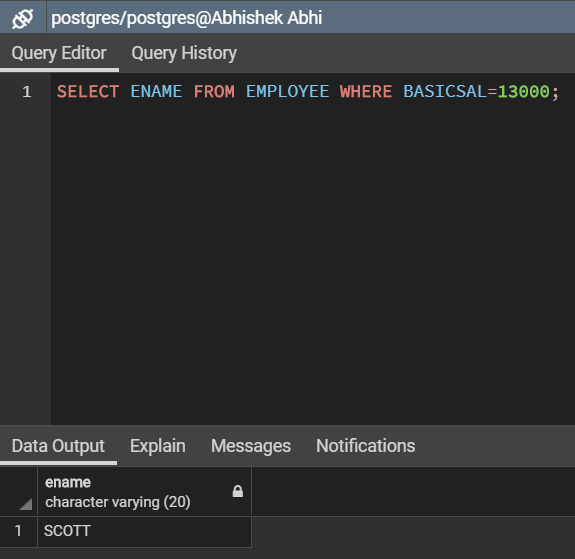 postgres/postgres@Abhishek Abhi
Query Editor Query History
1 SELECT ENAME FROM EMPLOYEE WHERE BASICSAL=13000;
Data Output Explain Messages Notifications
ename
character varying (20)
1 SCOTT